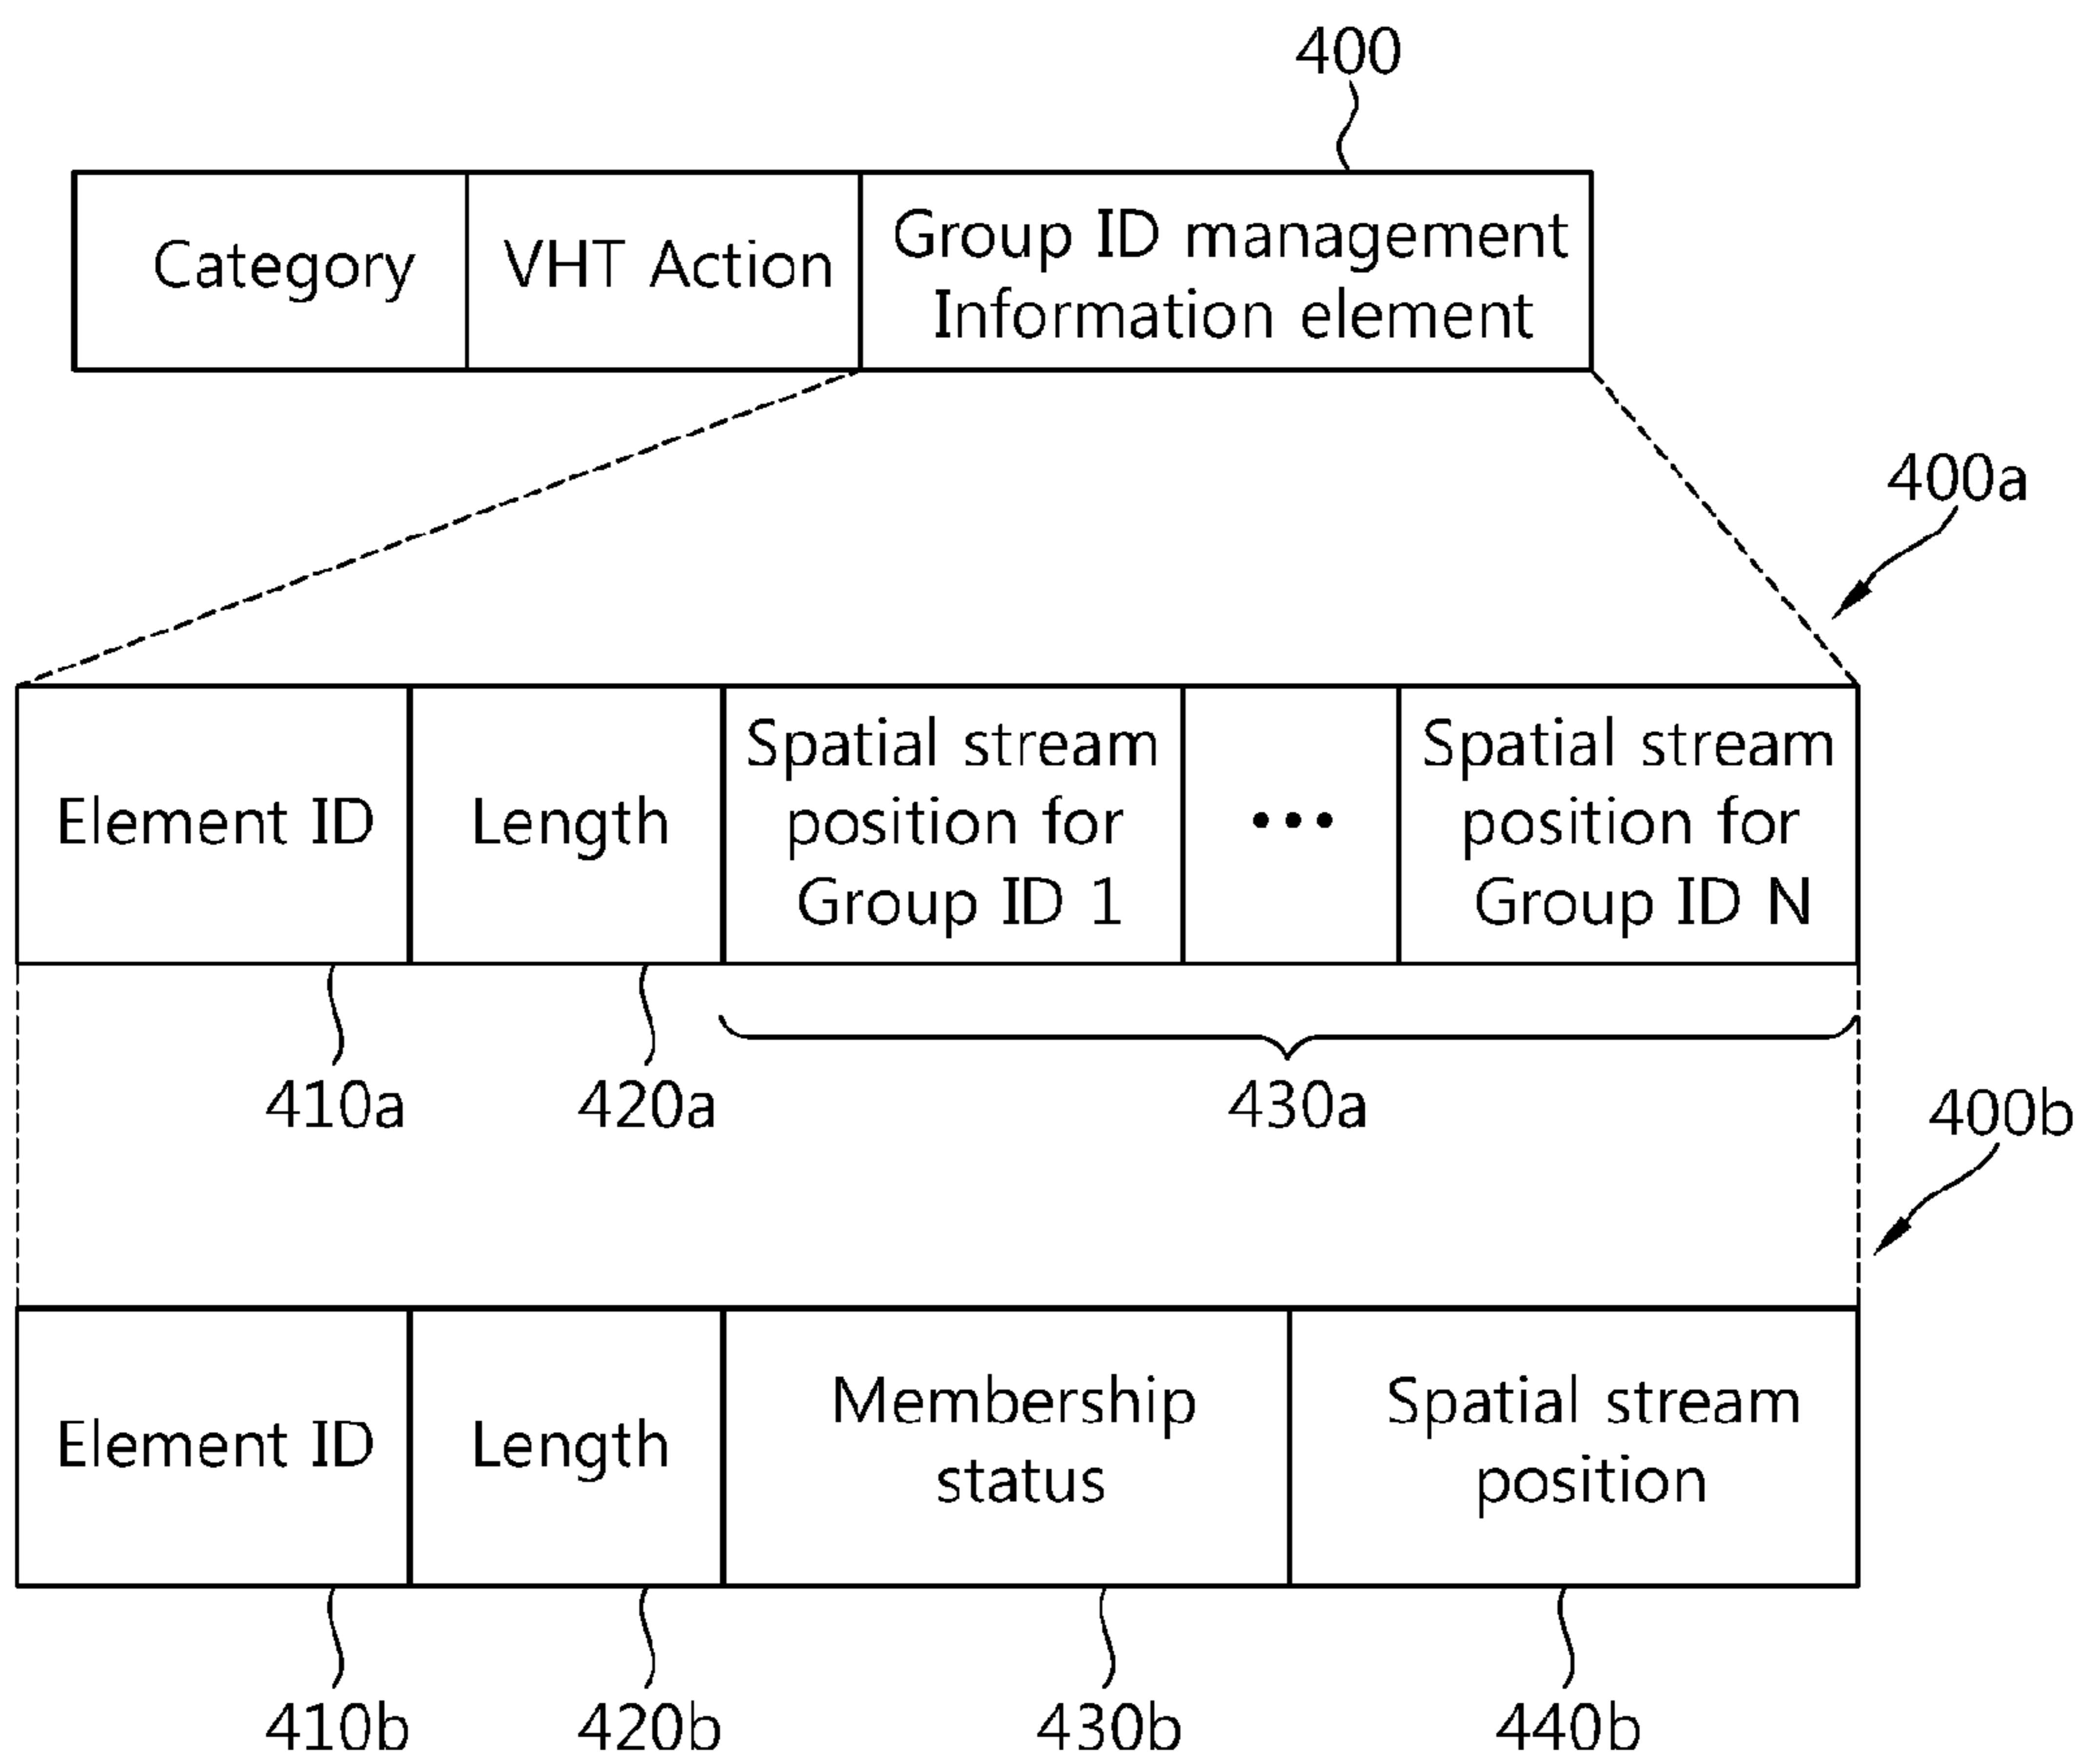 400
Category
VHT Action
Group ID management
Information element
400a
Element ID
Length
Spatial stream
position for
Group ID 1
•••
Spatial stream
position for
Group ID N
410a
420a
430a
400b
Element ID
Length
Membership
status
Spatial stream
position
410b
420b
430b
440b